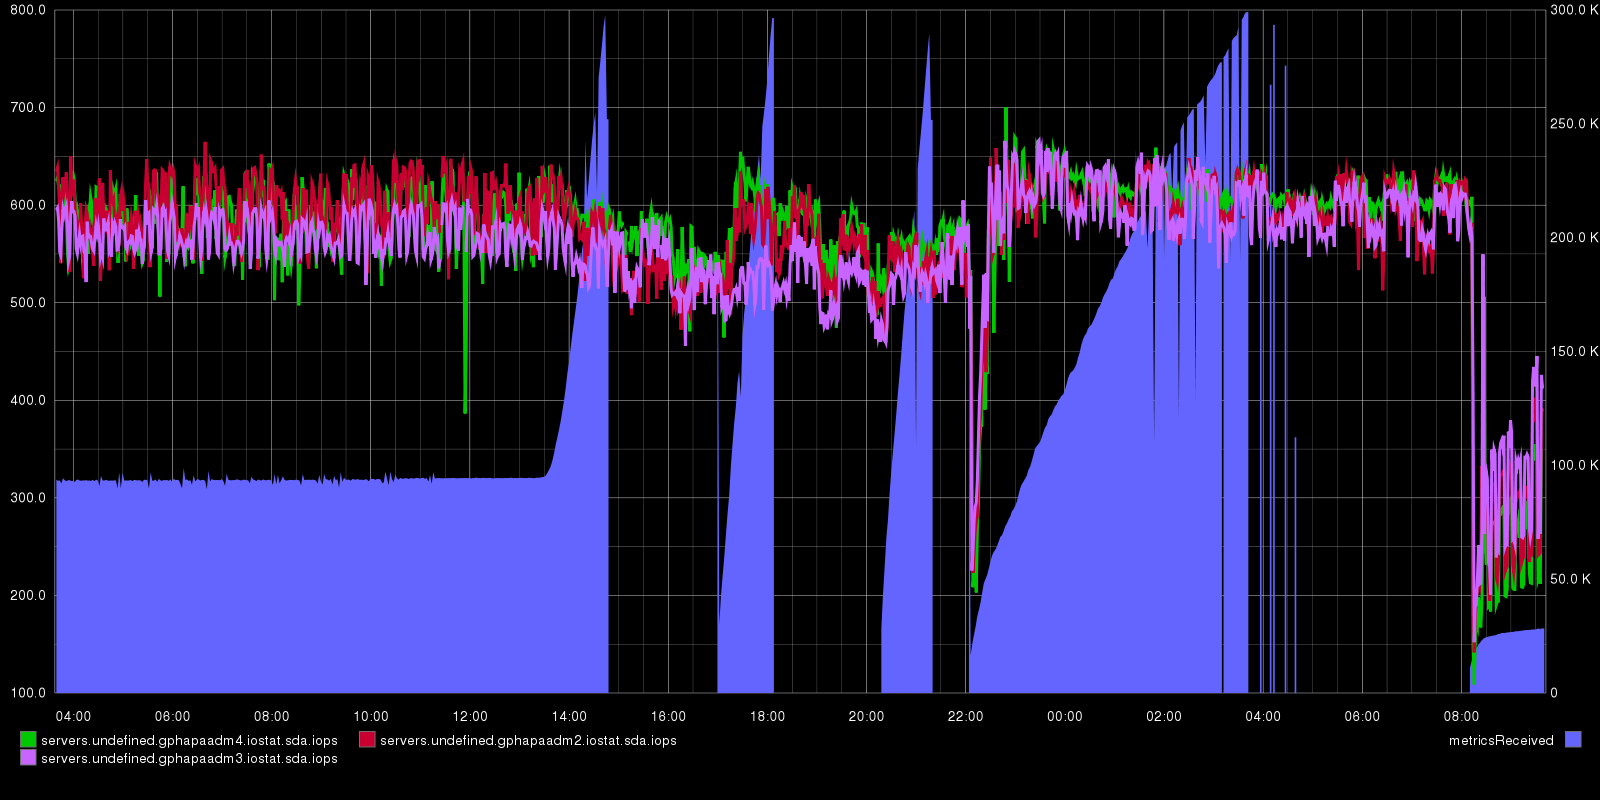 800.0
700.0
600.0
500.0
400.0
300.0
200.0
100.0
300.0 K
250.0 K
200.0 K
150.0 K
100.0 K
50.0 K
0
04:00 06:00 08:00 10:00 12:00 14:00 16:00 18:00 20:00 22:00 00:00 02:00 04:00 06:00 08:00
servers.undefined.gphapaadm4.iostat.sda.iops servers.undefined.gphapaadm2.iostat.sda.iops metricsReceived
servers.undefined.gphapaadm3.iostat.sda.iops